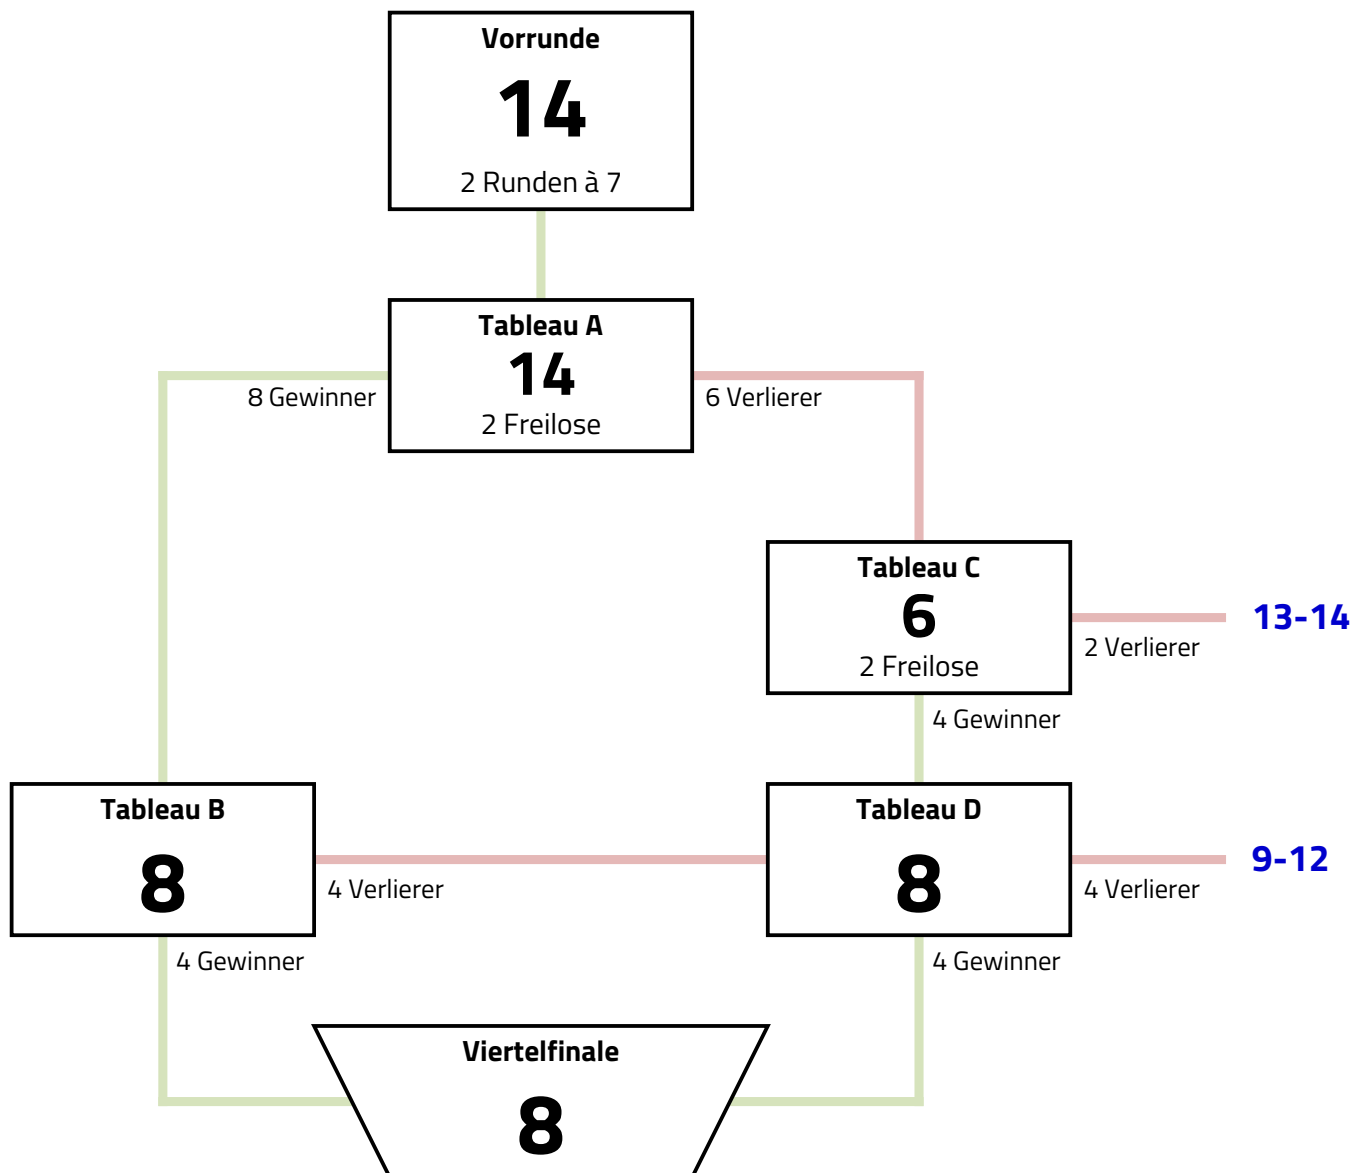 Vorrunde
14
2 Runden à 7
Tableau A
14
2 Freilose
8 Gewinner
6 Verlierer
Tableau C
6
2 Freilose
13-14
2 Verlierer
4 Gewinner
Tableau B
8
4 Verlierer
Tableau D
8
9-12
4 Verlierer
4 Gewinner
4 Gewinner
Viertelfinale
8